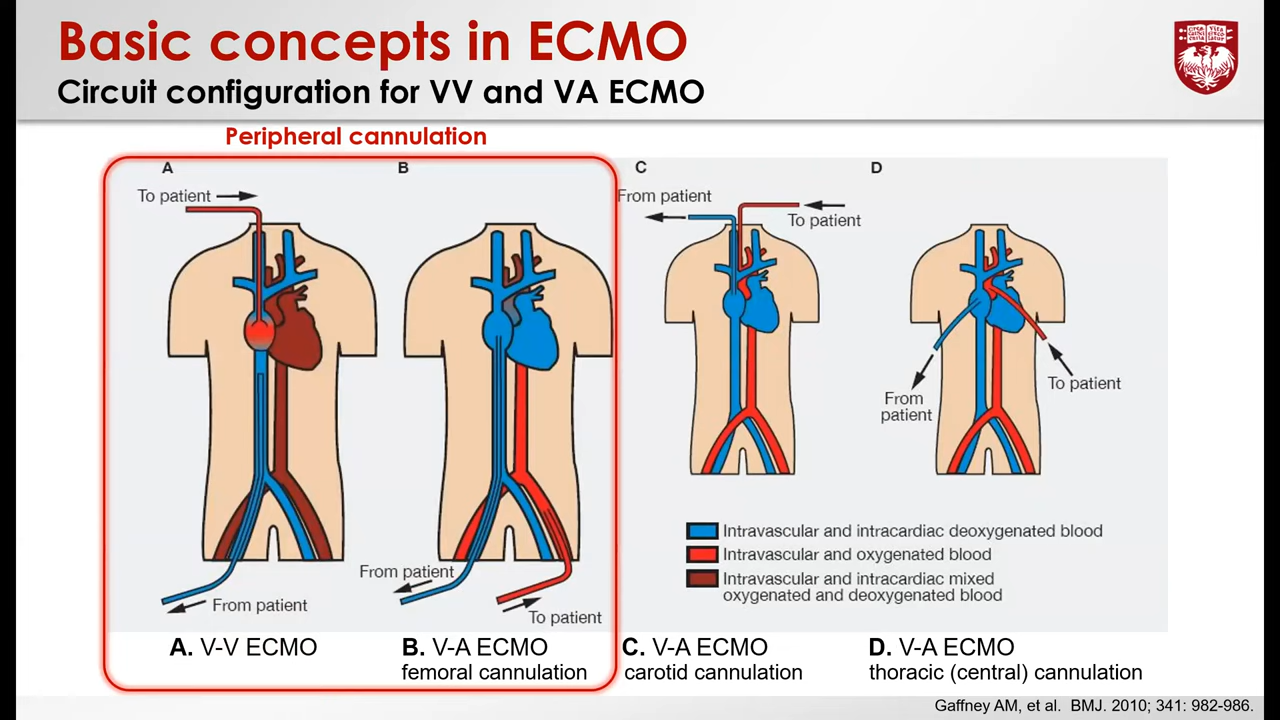 Basic concepts in ECMO
Circuit configuration for VV and VA ECMO
Peripheral cannulation
A
To patient
From patient
B
From patient
To patient
C
From patient
To patient
D
From
patient
To patient
Intravascular and intracardiac deoxygenated blood
Intravascular and oxygenated blood
Intravascular and intracardiac mixed
oxygenated and deoxygenated blood
A. V-V ECMO
B. V-A ECMO
femoral cannulation
C. V-A ECMO
carotid cannulation
D. V-A ECMO
thoracic (central) cannulation
Gaffney AM, et al.  BMJ. 2010; 341: 982-986.